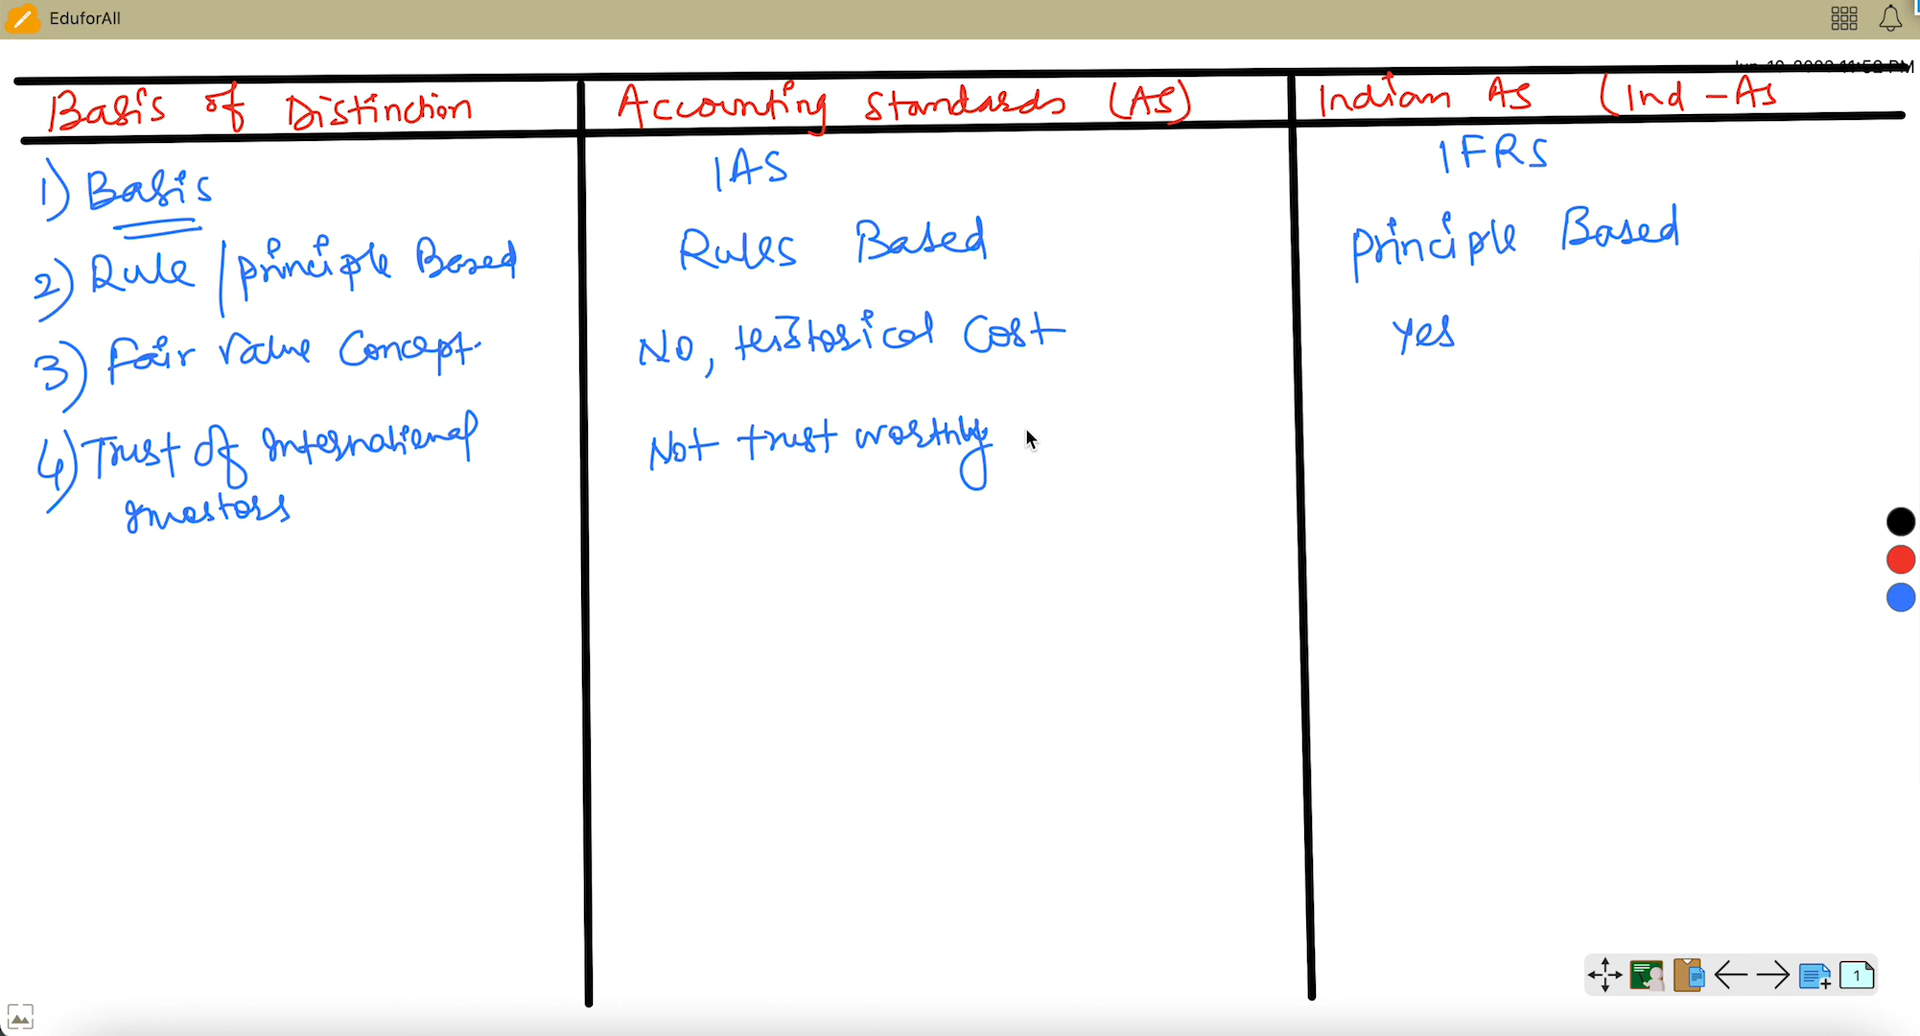 EduforAll
Basis of Distinction
Accounting Standards (AS)
Indian AS (Ind-As
1) Basis
IAS
IFRS
2) Rule / principle Based
Rules Based
principle Based
3) Fair Value Concept.
No, Historical Cost
Yes
4) Trust of International
Investors
Not trust worthy
1